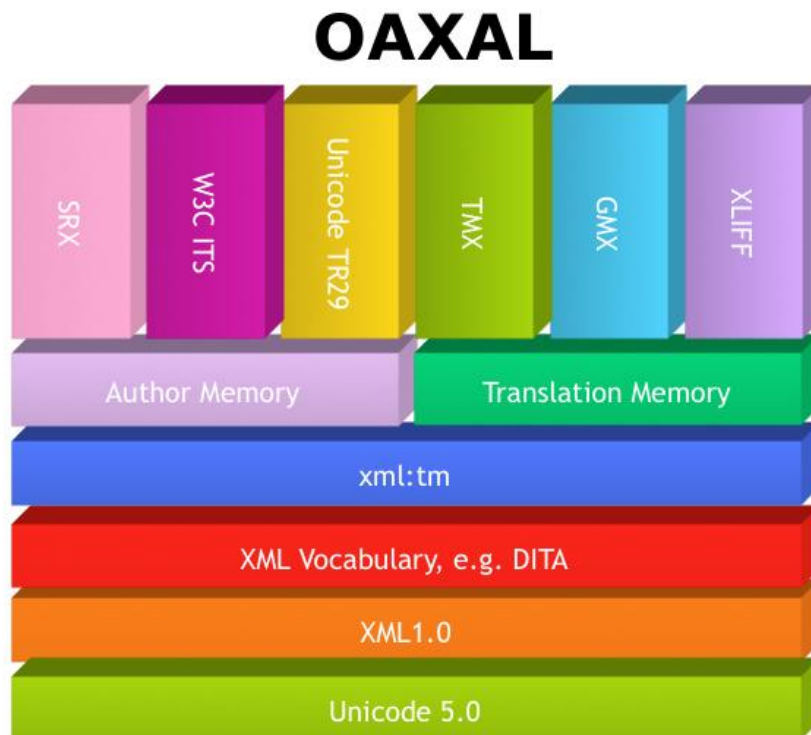 OAXAL
SRX
W3C ITS
Unicode TR29
TMX
GMX
XLIFF
Author Memory
Translation Memory
xml:tm
XML Vocabulary, e.g. DITA
XML1.0
Unicode 5.0